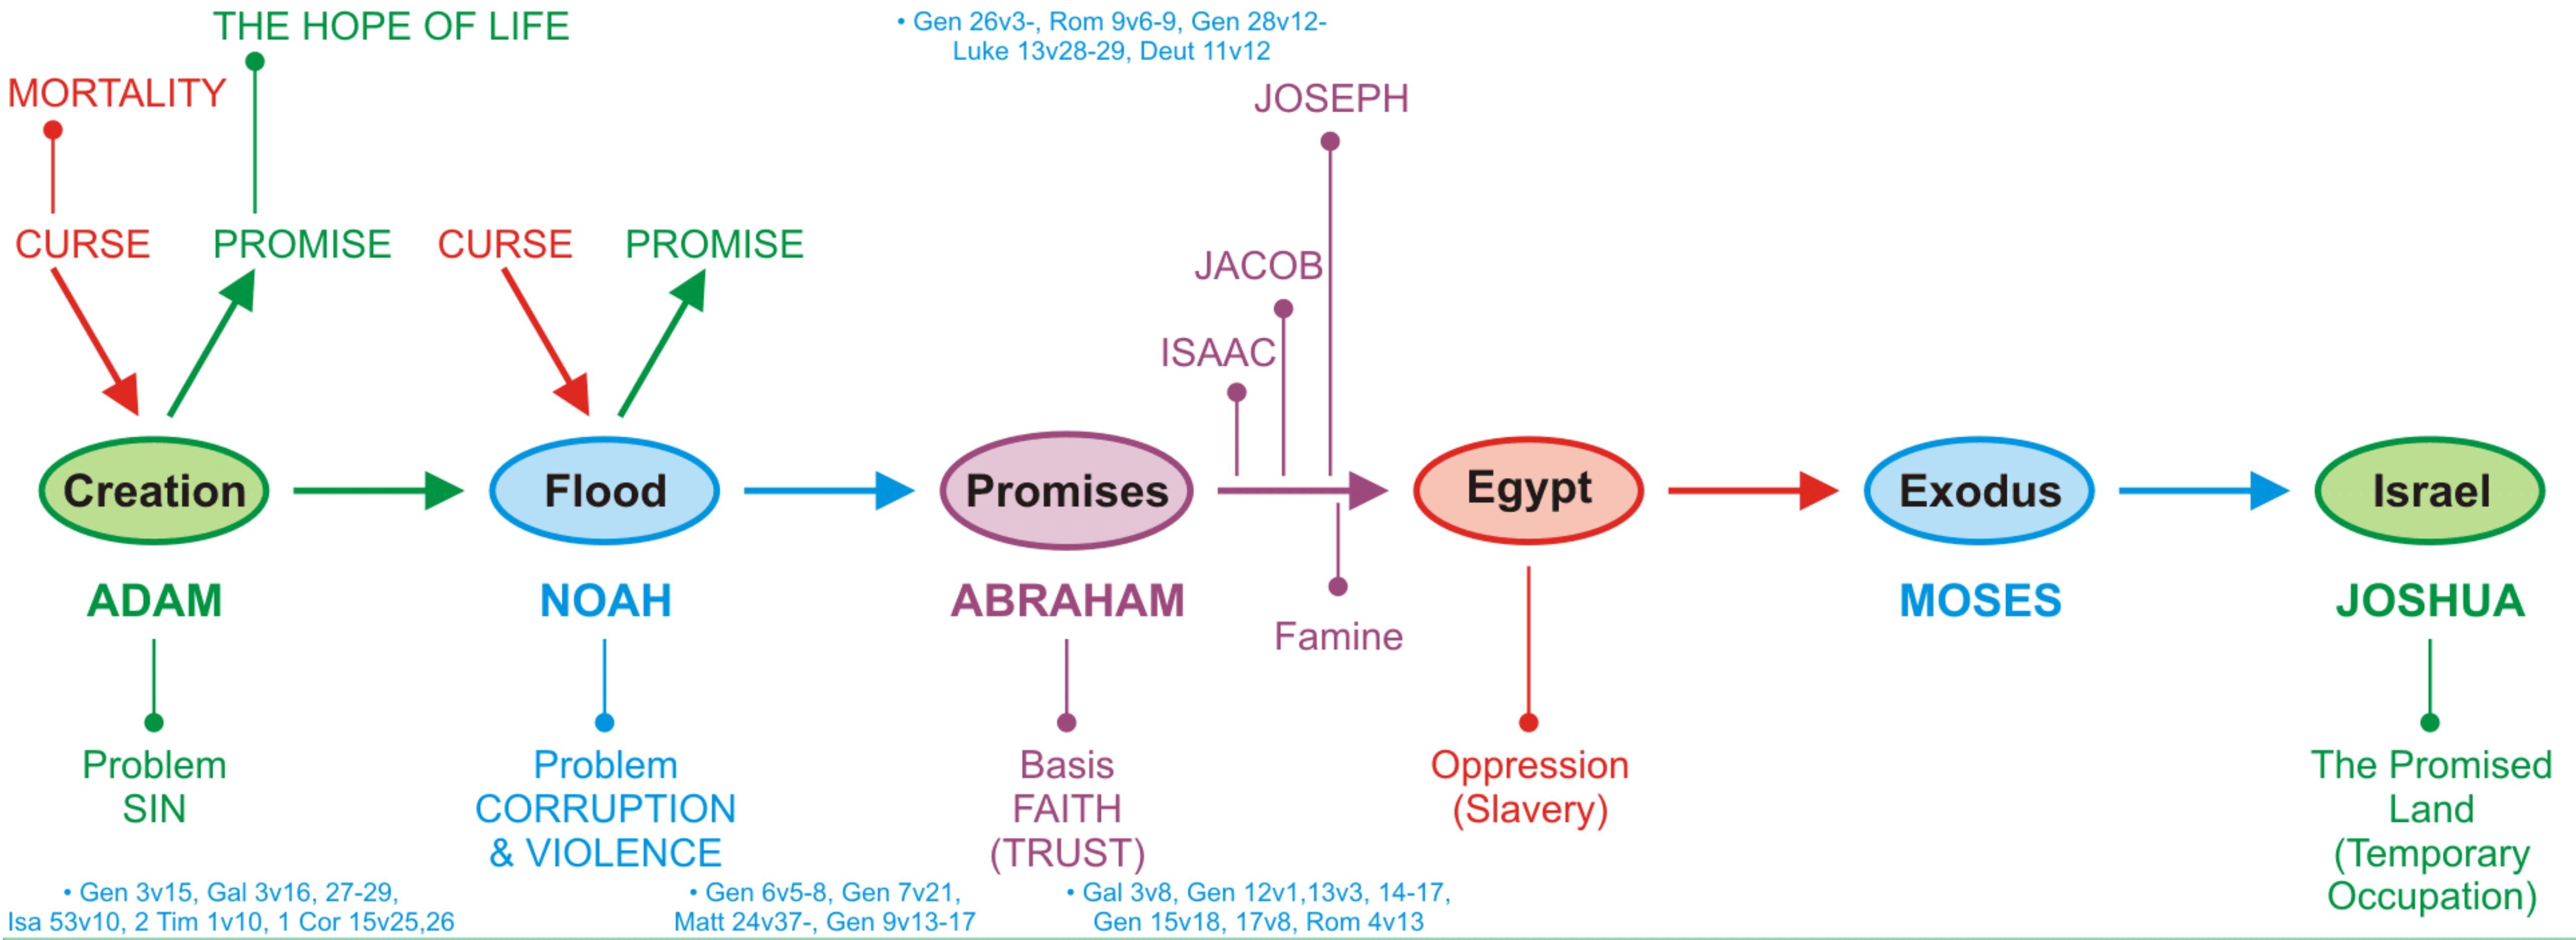 THE HOPE OF LIFE
• Gen 26v3-, Rom 9v6-9, Gen 28v12-
Luke 13v28-29, Deut 11v12
MORTALITY
JOSEPH
CURSE
PROMISE
CURSE
PROMISE
JACOB
ISAAC
Creation
Flood
Promises
Egypt
Exodus
Israel
ADAM
NOAH
ABRAHAM
MOSES
JOSHUA
Famine
Problem
SIN
Problem
CORRUPTION
& VIOLENCE
Basis
FAITH
(TRUST)
Oppression
(Slavery)
The Promised
Land
(Temporary
Occupation)
• Gen 3v15, Gal 3v16, 27-29,
Isa 53v10, 2 Tim 1v10, 1 Cor 15v25,26
• Gen 6v5-8, Gen 7v21,
Matt 24v37-, Gen 9v13-17
• Gal 3v8, Gen 12v1,13v3, 14-17,
Gen 15v18, 17v8, Rom 4v13